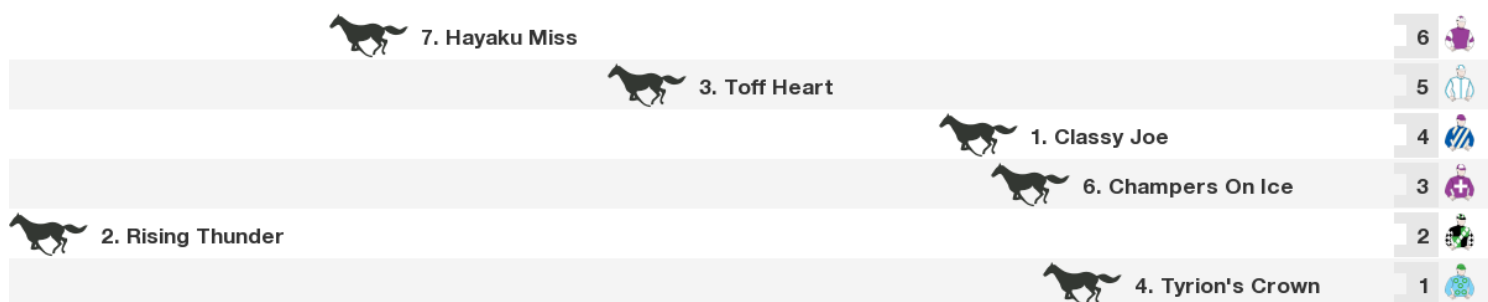 7. Hayaku Miss 6
3. Toff Heart 5
1. Classy Joe 4
6. Champers On Ice 3
2. Rising Thunder 2
4. Tyrion's Crown 1